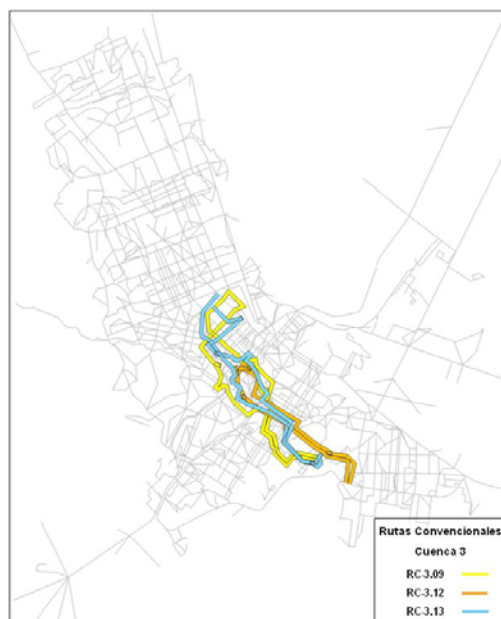 Rutas Convencionales
Cuenca 3
RC-3.09
RC-3.12
RC-3.13